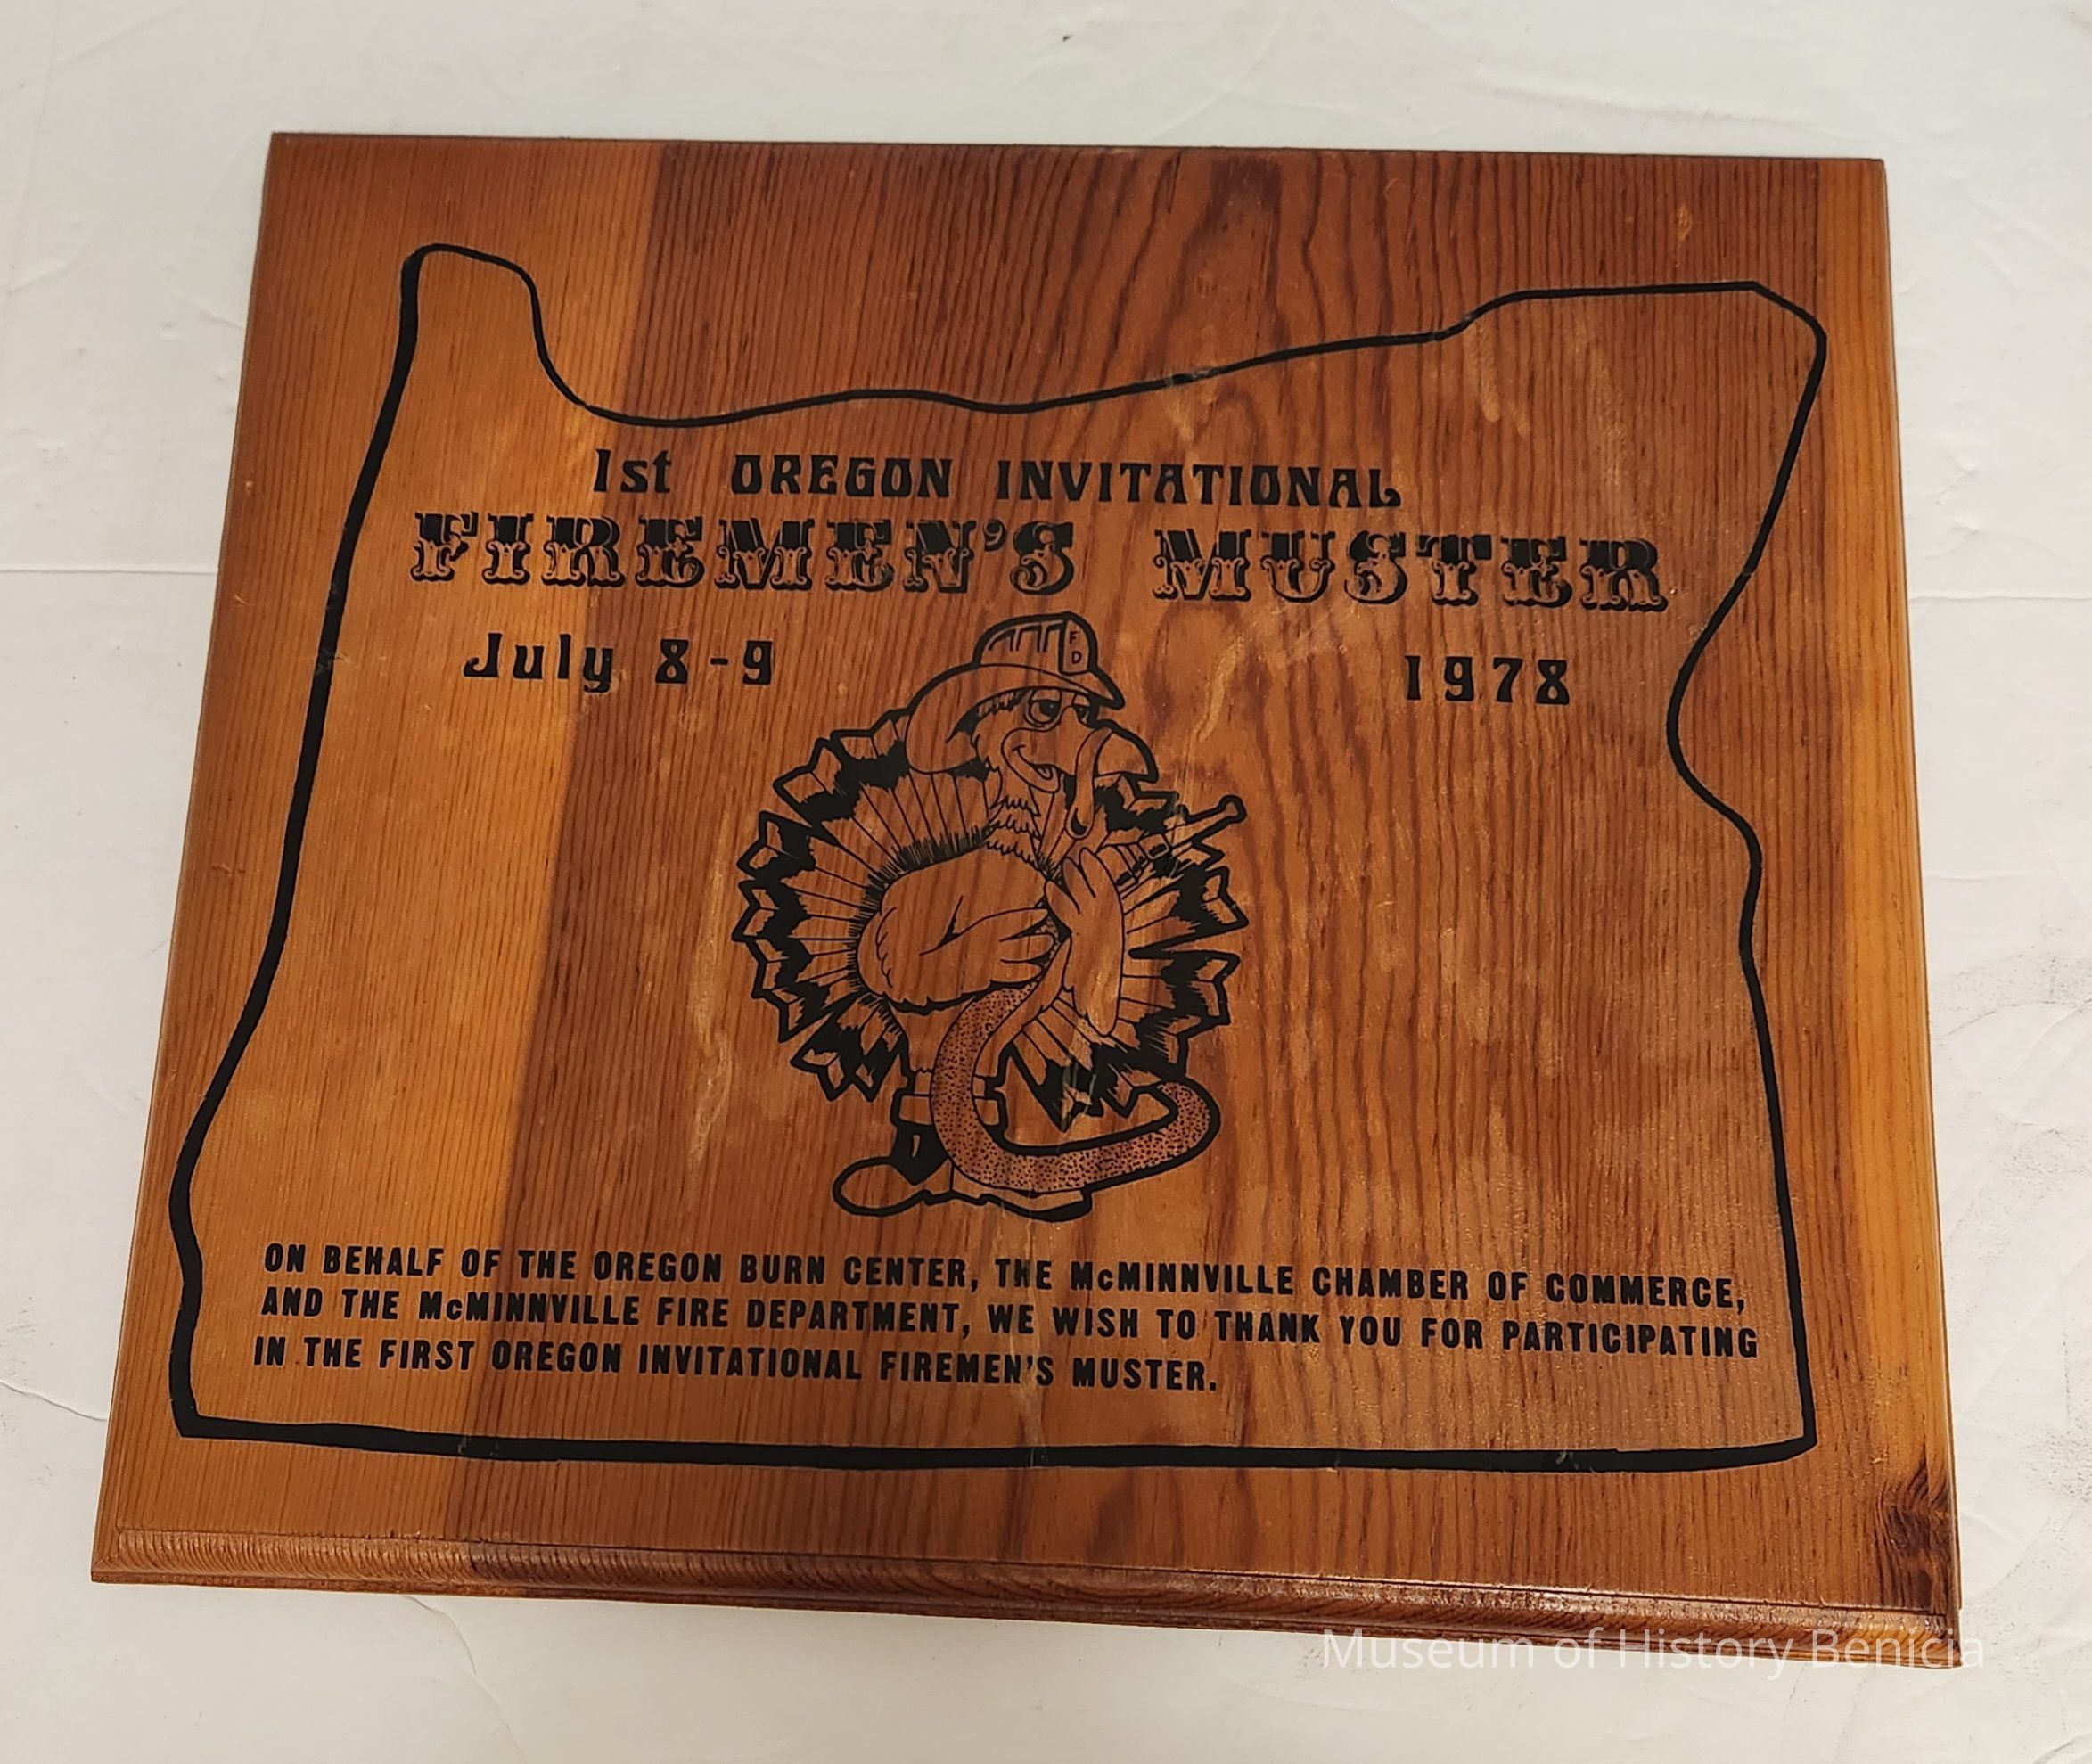 1st OREGON INVITATIONAL
FIREMEN'S MUSTER
July 8-9 1978
F
D
ON BEHALF OF THE OREGON BURN CENTER, THE McMINNVILLE CHAMBER OF COMMERCE,
AND THE McMINNVILLE FIRE DEPARTMENT, WE WISH TO THANK YOU FOR PARTICIPATING
IN THE FIRST OREGON INVITATIONAL FIREMEN'S MUSTER.
Museum of History Benicia